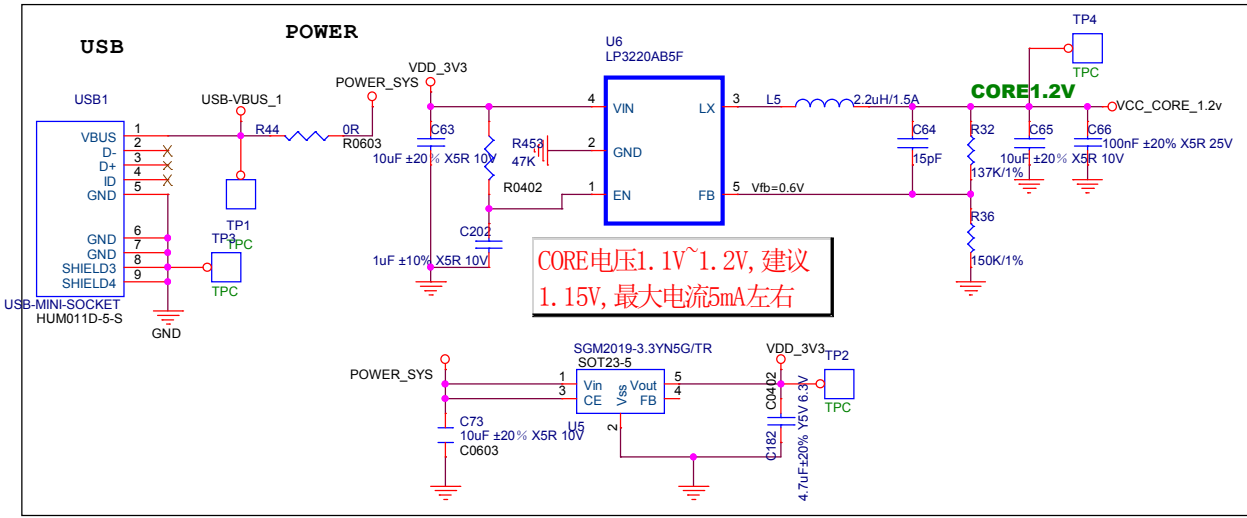 USB
POWER
USB1
USB-VBUS_1
POWER_SYS
R44
0R
R0603
VBUS 1
D- 2
D+ 3
ID 4
GND 5
GND 6
GND 7
SHIELD3 8
SHIELD4 9
USB-MINI-SOCKET
HUM011D-5-S
GND
TP1
TPC
TP3
TPC
VDD_3V3
C63
10uF ±20% X5R 10V
R453
47K
R0402
C202
1uF ±10% X5R 10V
U6
LP3220AB5F
4 VIN
2 GND
1 EN
LX 3
FB 5
L5
2.2uH/1.5A
Vfb=0.6V
C64
15pF
R32
137K/1%
R36
150K/1%
CORE1.2V
TP4
TPC
VCC_CORE_1.2v
C65
10uF ±20% X5R 10V
C66
100nF ±20% X5R 25V
CORE电压1.1V~1.2V,建议
1.15V,最大电流5mA左右
POWER_SYS
C73
10uF ±20% X5R 10V
C0603
SGM2019-3.3YN5G/TR
SOT23-5
1 Vin
3 CE
Vss
2
Vout 5
FB 4
U5
VDD_3V3
TP2
TPC
C0402
C182
4.7uF±20% Y5V 6.3V